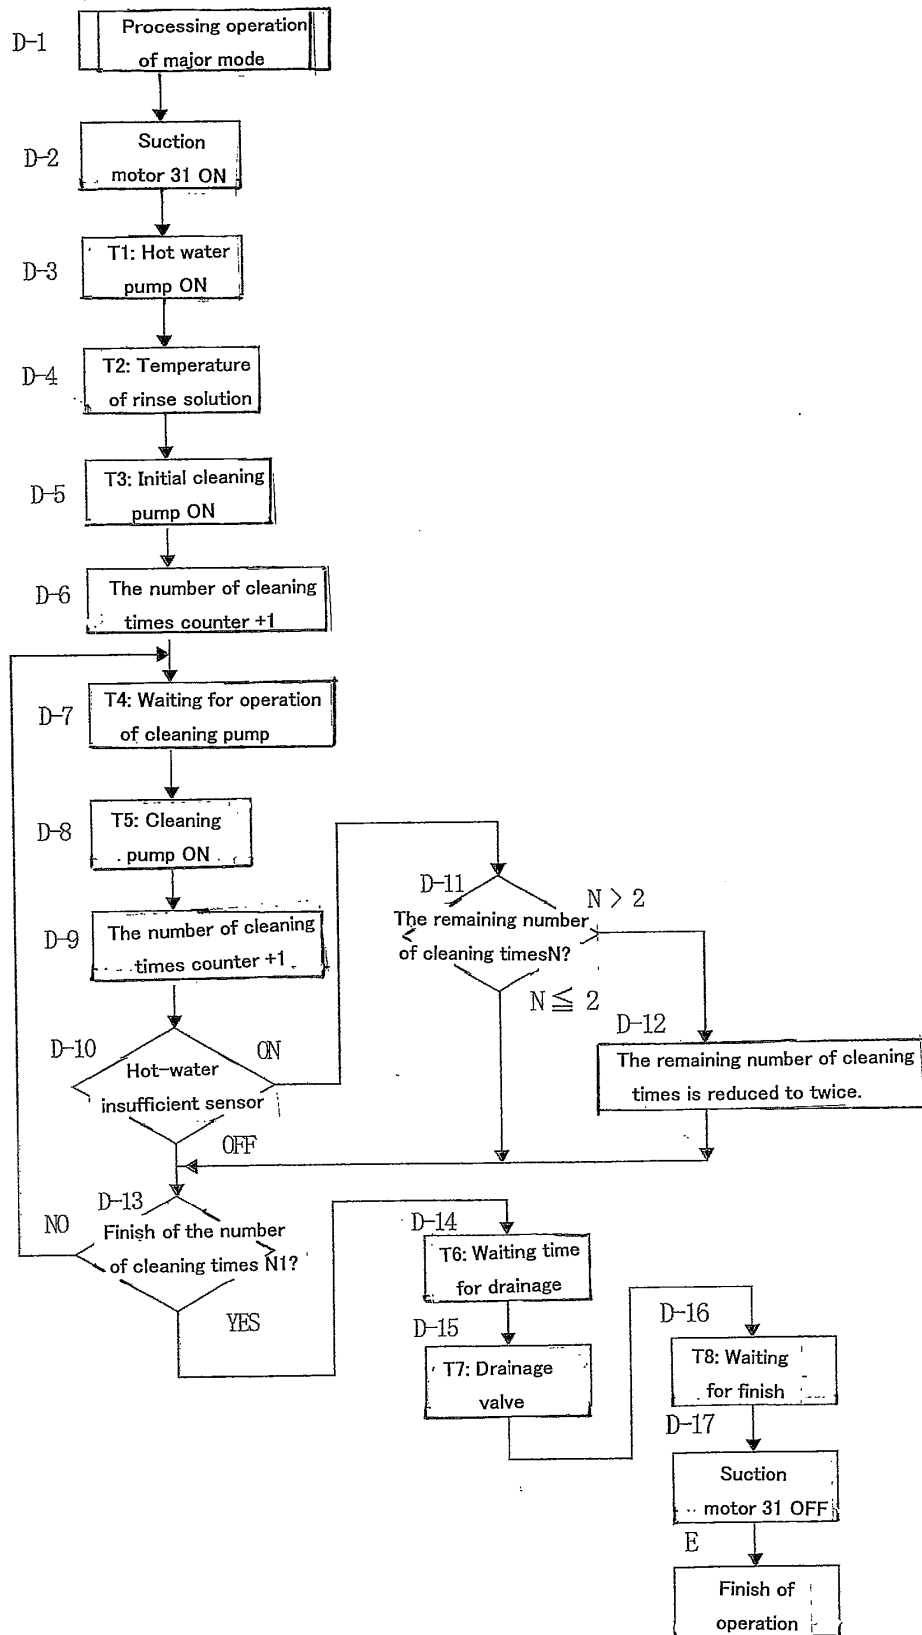 D-1
Processing operation
of major mode
D-2
Suction
motor 31 ON
D-3
T1: Hot water
pump ON
D-4
T2: Temperature
of rinse solution
D-5
T3: Initial cleaning
pump ON
D-6
The number of cleaning
times counter +1
D-7
T4: Waiting for operation
of cleaning pump
D-8
T5: Cleaning
pump ON
D-9
The number of cleaning
times counter +1
D-10
ON
Hot-water
insufficient sensor
OFF
D-11
N > 2
The remaining number
of cleaning timesN?
N ≦ 2
D-12
The remaining number of cleaning
times is reduced to twice.
D-13
NO
Finish of the number
of cleaning times N1?
YES
D-14
T6: Waiting time
for drainage
D-15
T7: Drainage
valve
D-16
T8: Waiting
for finish
D-17
Suction
motor 31 OFF
E
Finish of
operation